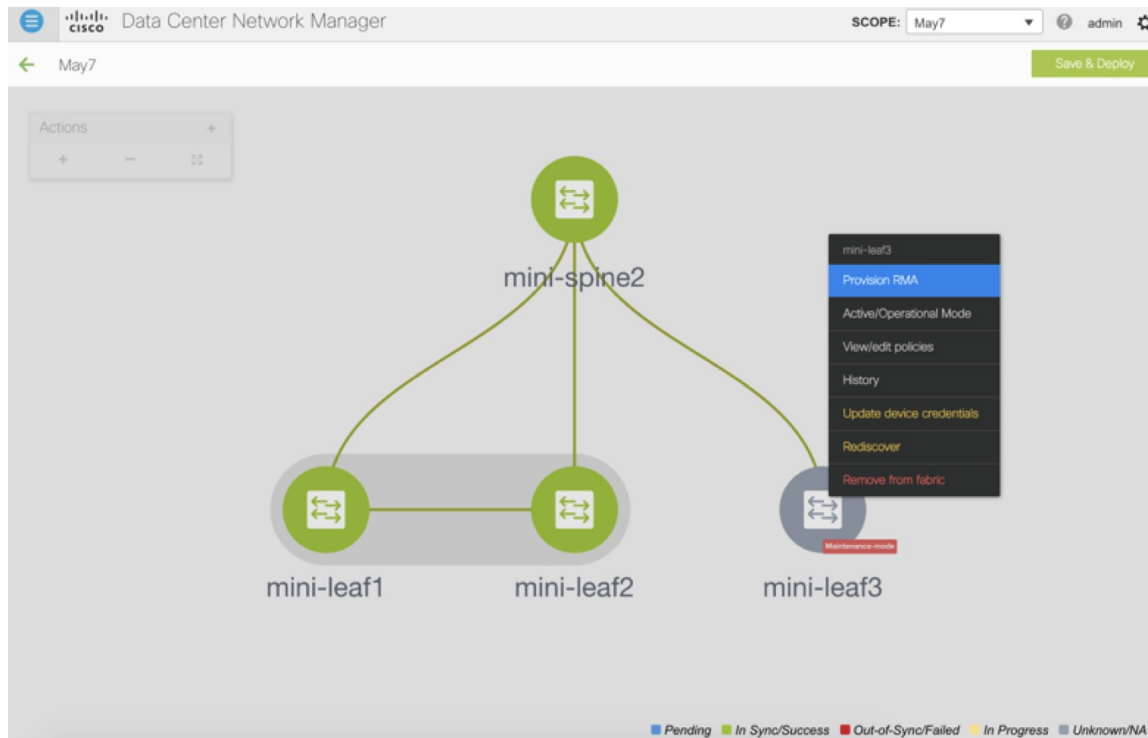 cisco Data Center Network Manager SCOPE: May7 admin
May7 Save & Deploy
Actions
mini-spine2
mini-leaf3
Provision RMA
Active/Operational Mode
View/edit policies
History
Update device credentials
Rediscover
Remove from fabric
Maintenance-mode
mini-leaf1 mini-leaf2 mini-leaf3
Pending In Sync/Success Out-of-Sync/Failed In Progress Unknown/NA